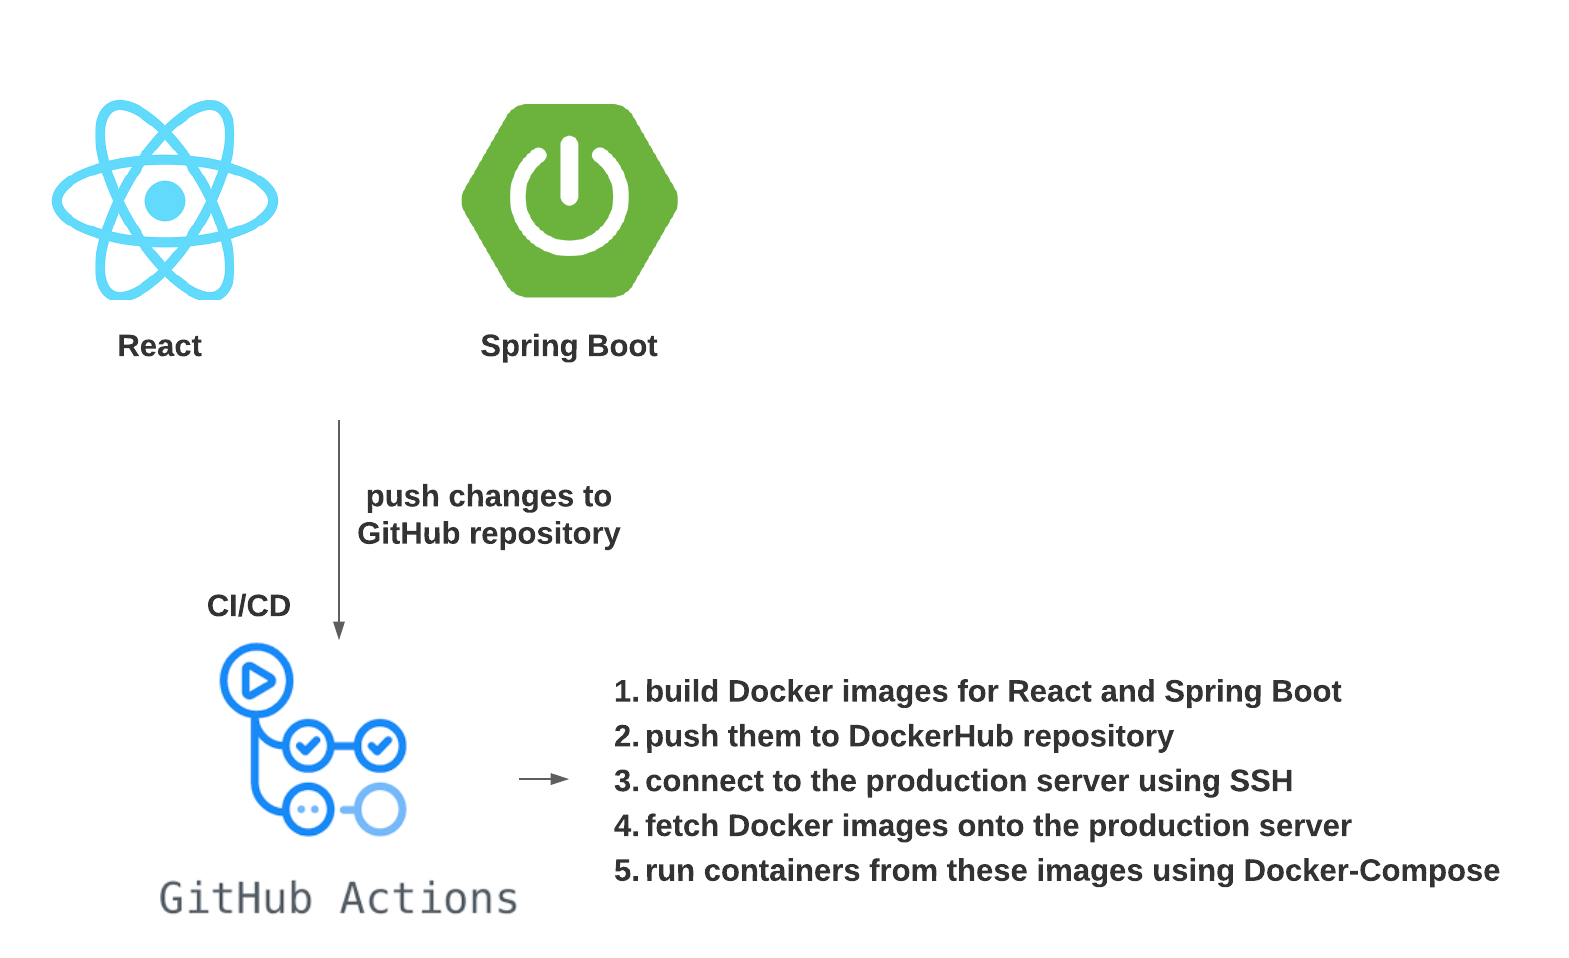 React
Spring Boot
push changes to
GitHub repository
CI/CD
GitHub Actions
1. build Docker images for React and Spring Boot
2. push them to DockerHub repository
3. connect to the production server using SSH
4. fetch Docker images onto the production server
5. run containers from these images using Docker-Compose